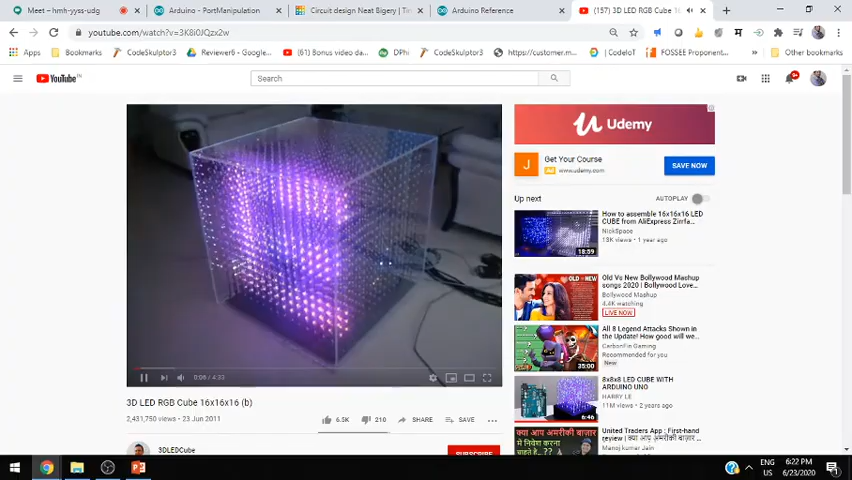 Meet – hmh-yyss-udg
Arduino - PortManipulation
Circuit design Neat Bigery | Tin
Arduino Reference
(157) 3D LED RGB Cube 16
youtube.com/watch?v=3K8i0JQzx2w
Apps
Bookmarks
CodeSkulptor3
Reviewer6 - Google...
(61) Bonus video da...
DPhi
CodeSkulptor3
https://customer.m...
CodeIoT
FOSSEE Proponent...
Other bookmarks
YouTube
Search
9+
Udemy
Get Your Course
Ad www.udemy.com
SAVE NOW
Up next
AUTOPLAY
How to assemble 16x16x16 LED
CUBE from AliExpress Zirrfa...
NickSpace
13K views • 1 year ago
18:59
Old Vs New Bollywood Mashup
songs 2020 | Bollywood Love...
Bollywood Mashup
4.4K watching
LIVE NOW
All 8 Legend Attacks Shown in
the Update! How good will we...
CarbonFin Gaming
Recommended for you
New
35:00
8x8x8 LED CUBE WITH
ARDUINO UNO
HARRY LE
11M views • 2 years ago
6:46
United Traders App : First-hand
review | क्या आप अमरीकी बाज़ार...
Manoj kumar Jain
क्या आप अमरीकी बाज़ार
में निवेश करना
0:06 / 4:33
3D LED RGB Cube 16x16x16 (b)
2,431,750 views • 23 Jun 2011
6.5K
210
SHARE
SAVE
3DLEDCube
SUBSCRIBE
ENG
US
6:22 PM
6/23/2020